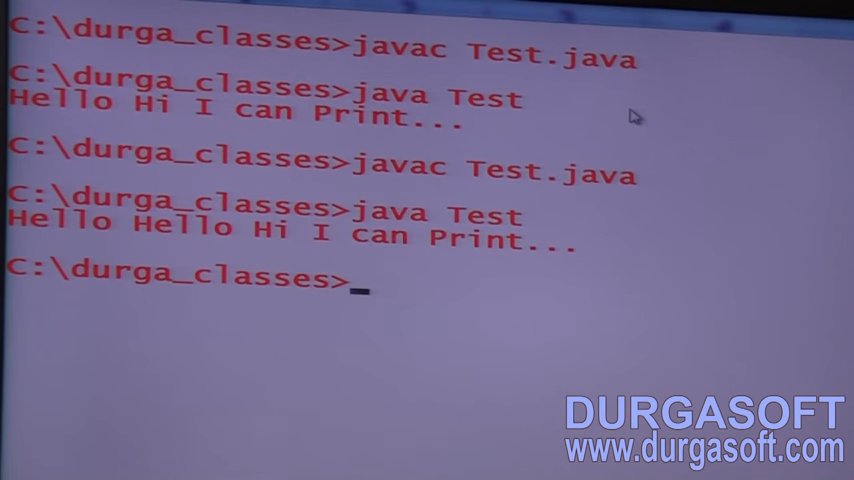 C:\durga_classes>javac Test.java
C:\durga_classes>java Test
Hello Hi I can Print...
C:\durga_classes>javac Test.java
C:\durga_classes>java Test
Hello Hello Hi I can Print...
C:\durga_classes>_
DURGASOFT
www.durgasoft.com